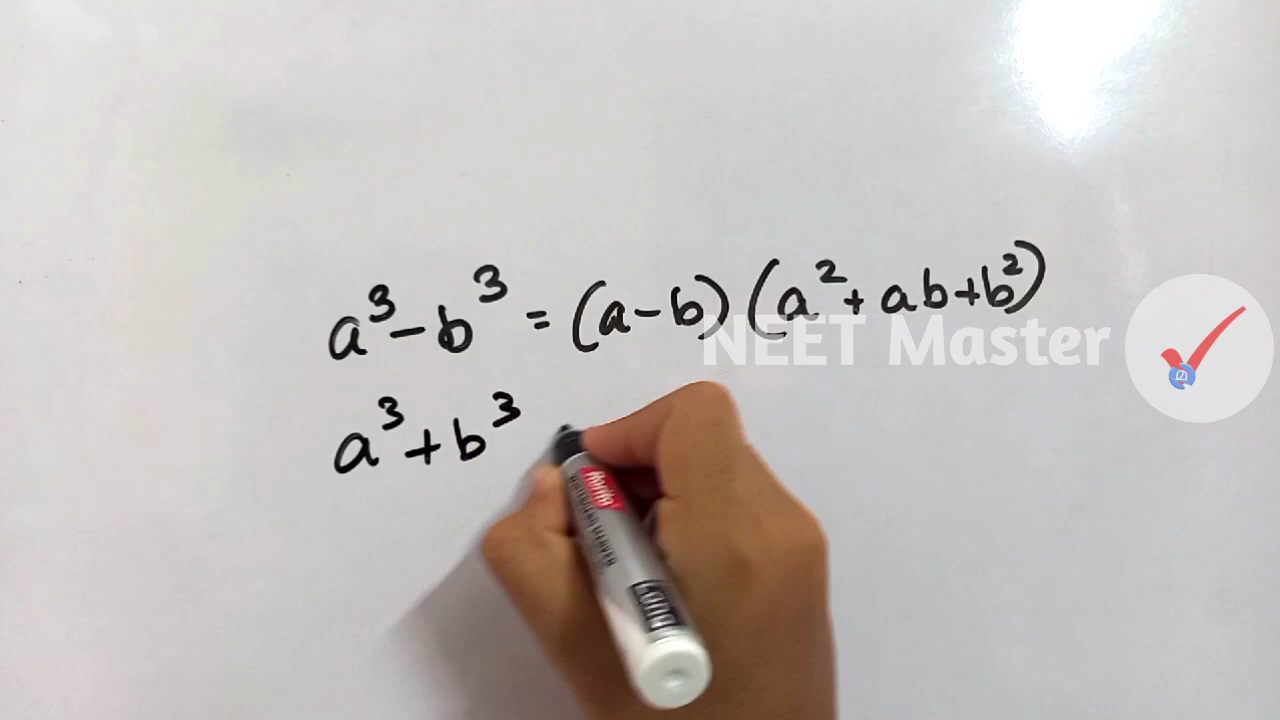 a³ - b³ = (a - b) (a² + ab + b²)
NEET Master
a³ + b³